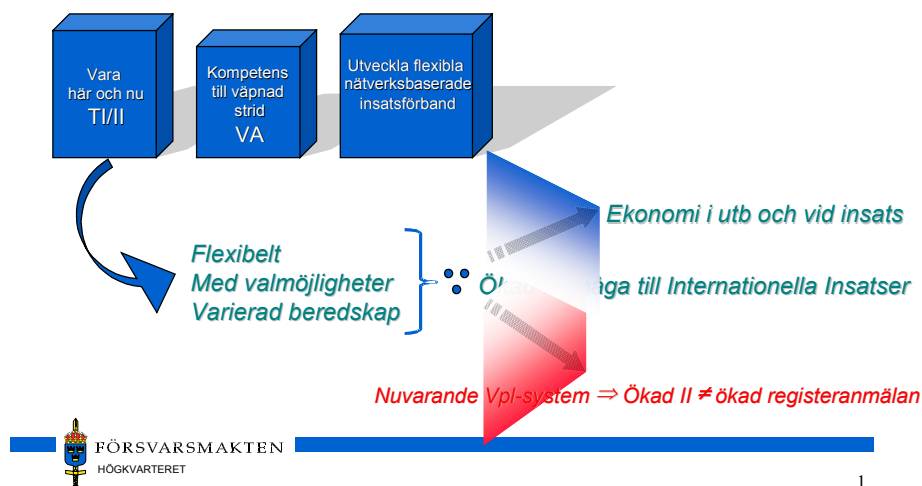 Vara
här och nu
TI/II
Kompetens
till väpnad
strid
VA
Utveckla flexibla
nätverksbaserade
insatsförband
Ekonomi i utb och vid insats
Flexibelt
Med valmöjligheter
Varierad beredskap
till Internationella Insatser
Nuvarande Vpl-system ⇒ Ökad II ≠ ökad registeranmälan
FÖRSVARSMAKTEN
HÖGKVARTERET
1